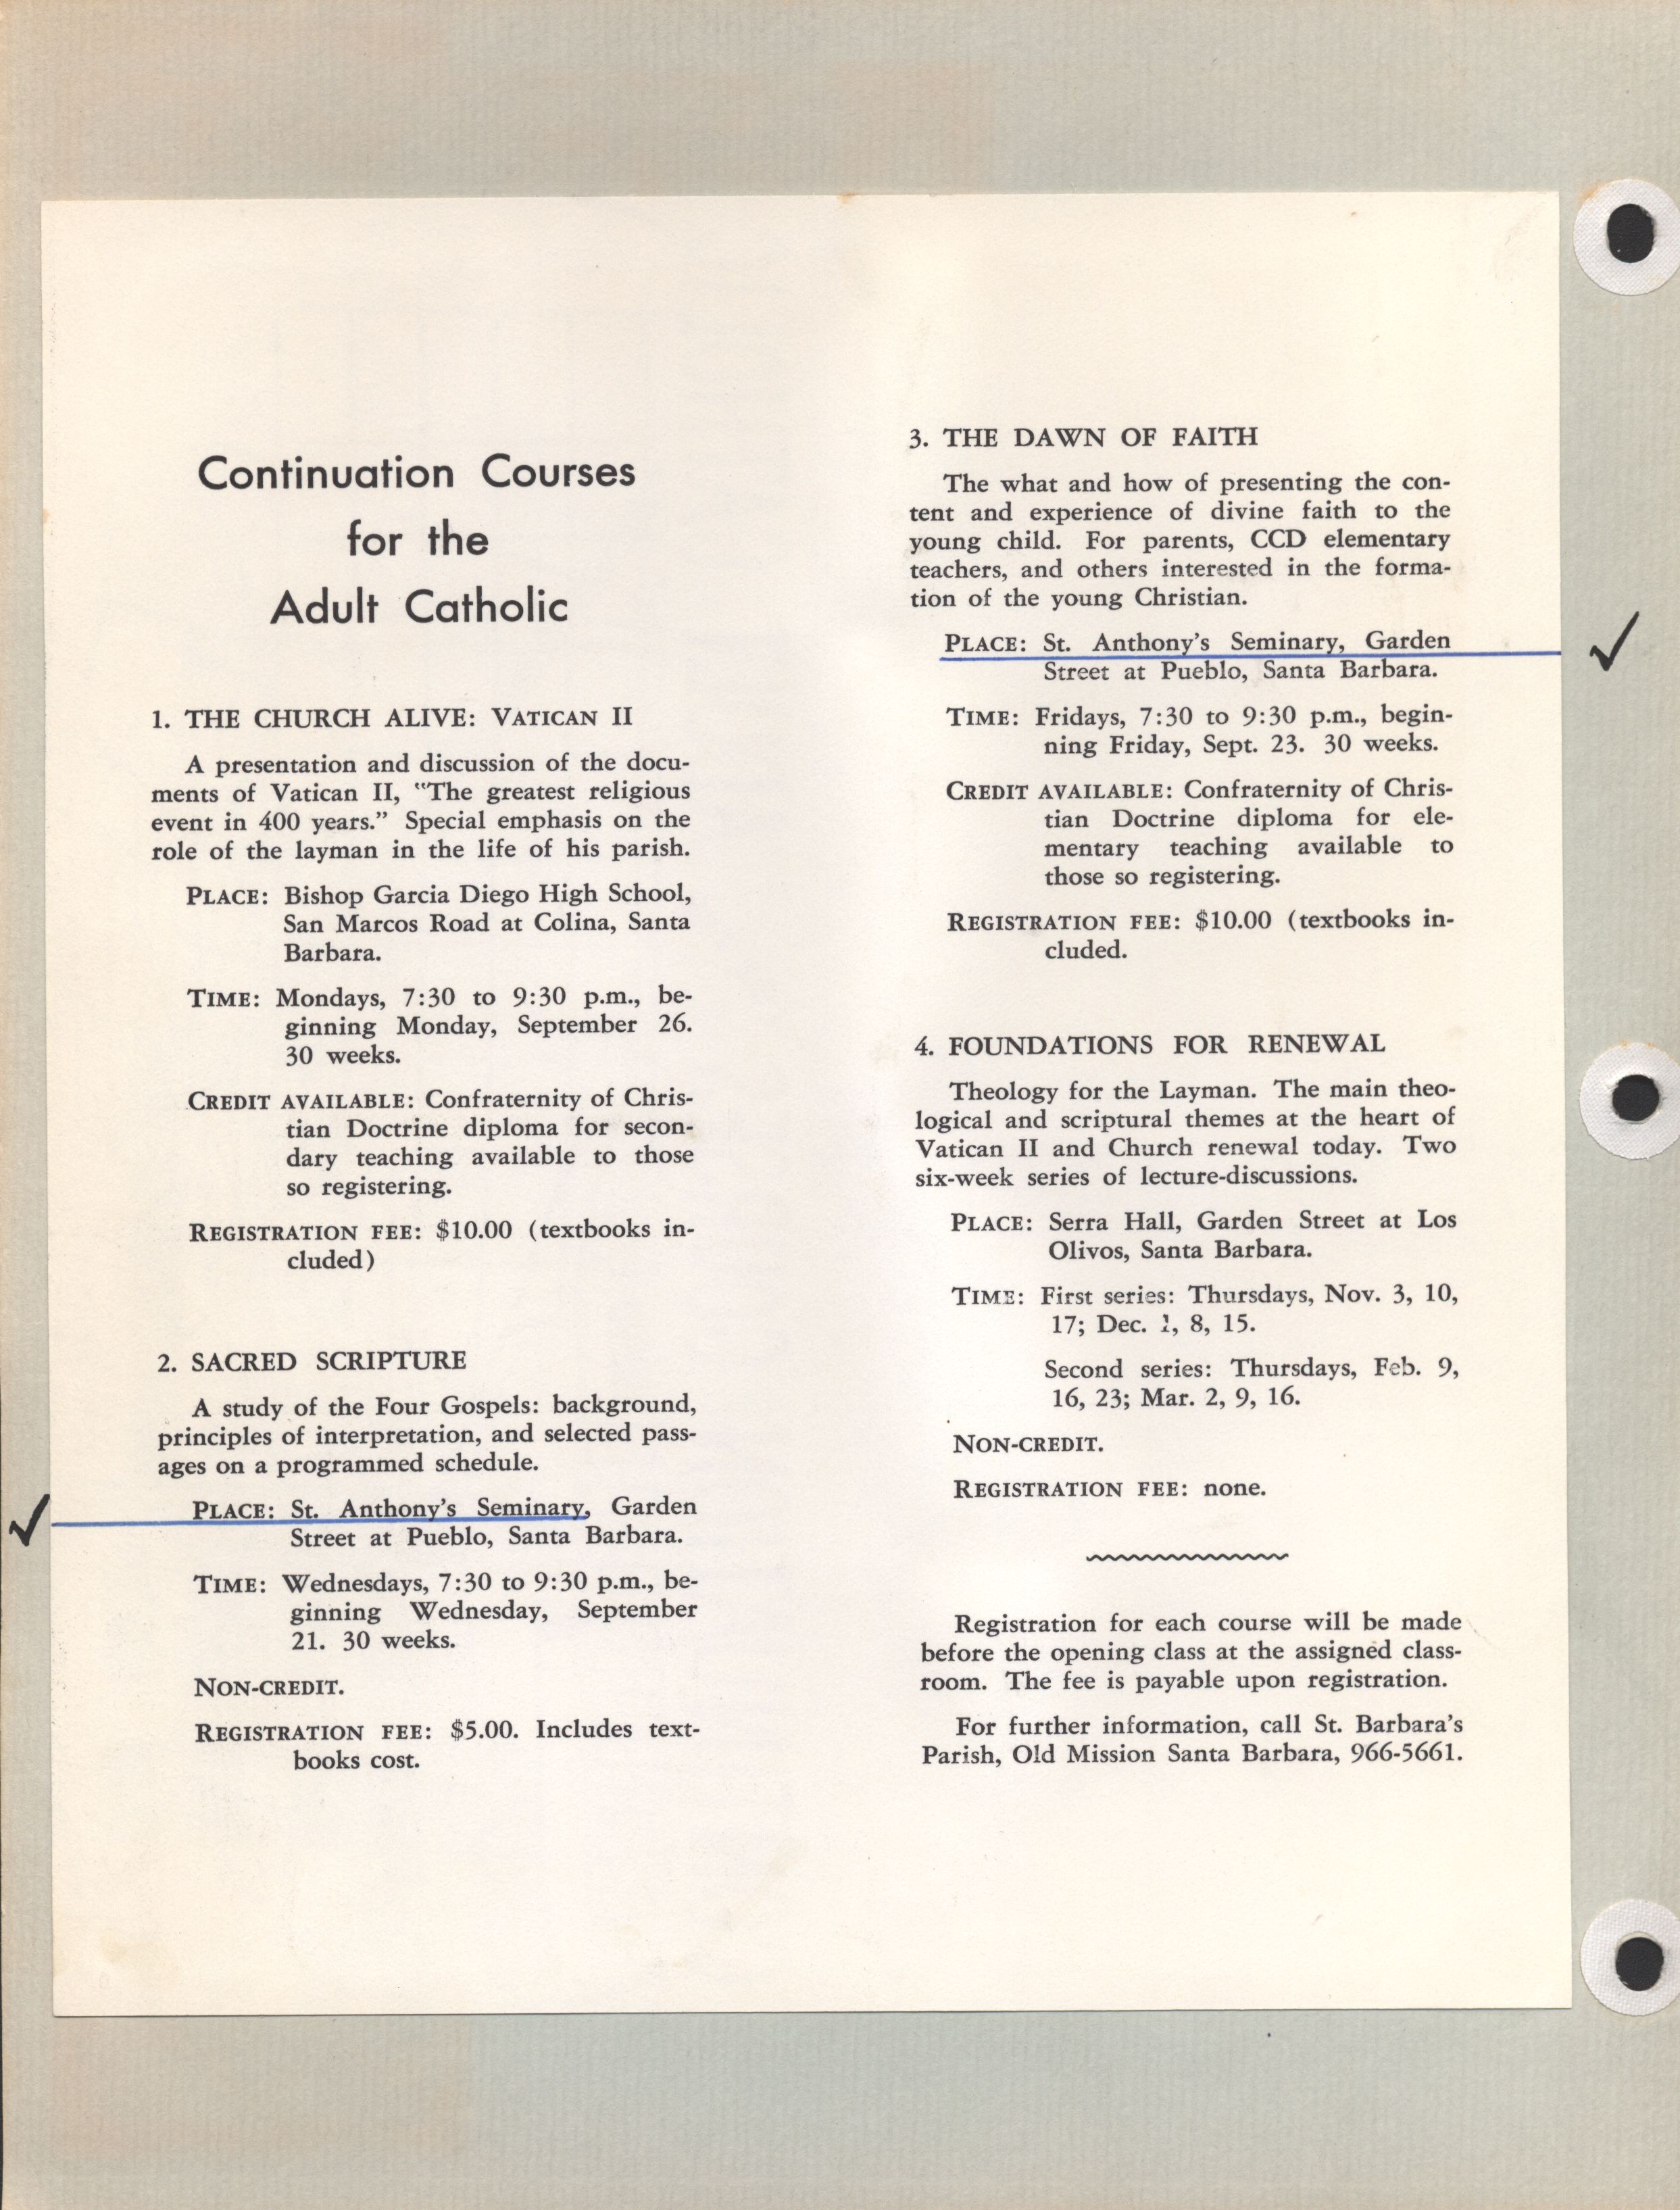 Continuation Courses
for the
Adult Catholic
1. THE CHURCH ALIVE: VATICAN II
A presentation and discussion of the docu-
ments of Vatican II, "The greatest religious
event in 400 years." Special emphasis on the
role of the layman in the life of his parish.
PLACE: Bishop Garcia Diego High School,
San Marcos Road at Colina, Santa
Barbara.
TIME: Mondays, 7:30 to 9:30 p.m., be-
ginning Monday, September 26.
30 weeks.
CREDIT AVAILABLE: Confraternity of Chris-
tian Doctrine diploma for secon-
dary teaching available to those
so registering.
REGISTRATION FEE: $10.00 (textbooks in-
cluded)
2. SACRED SCRIPTURE
A study of the Four Gospels: background,
principles of interpretation, and selected pass-
ages on a programmed schedule.
PLACE: St. Anthony's Seminary, Garden
Street at Pueblo, Santa Barbara.
TIME: Wednesdays, 7:30 to 9:30 p.m., be-
ginning Wednesday, September
21. 30 weeks.
NON-CREDIT.
REGISTRATION FEE: $5.00. Includes text-
books cost.
3. THE DAWN OF FAITH
The what and how of presenting the con-
tent and experience of divine faith to the
young child. For parents, CCD elementary
teachers, and others interested in the forma-
tion of the young Christian.
PLACE: St. Anthony's Seminary, Garden
Street at Pueblo, Santa Barbara.
TIME: Fridays, 7:30 to 9:30 p.m., begin-
ning Friday, Sept. 23. 30 weeks.
CREDIT AVAILABLE: Confraternity of Chris-
tian Doctrine diploma for ele-
mentary teaching available to
those so registering.
REGISTRATION FEE: $10.00 (textbooks in-
cluded.
4. FOUNDATIONS FOR RENEWAL
Theology for the Layman. The main theo-
logical and scriptural themes at the heart of
Vatican II and Church renewal today. Two
six-week series of lecture-discussions.
PLACE: Serra Hall, Garden Street at Los
Olivos, Santa Barbara.
TIME: First series: Thursdays, Nov. 3, 10,
17; Dec. 1, 8, 15.
Second series: Thursdays, Feb. 9,
16, 23; Mar. 2, 9, 16.
NON-CREDIT.
REGISTRATION FEE: none.
Registration for each course will be made
before the opening class at the assigned class-
room. The fee is payable upon registration.
For further information, call St. Barbara's
Parish, Old Mission Santa Barbara, 966-5661.